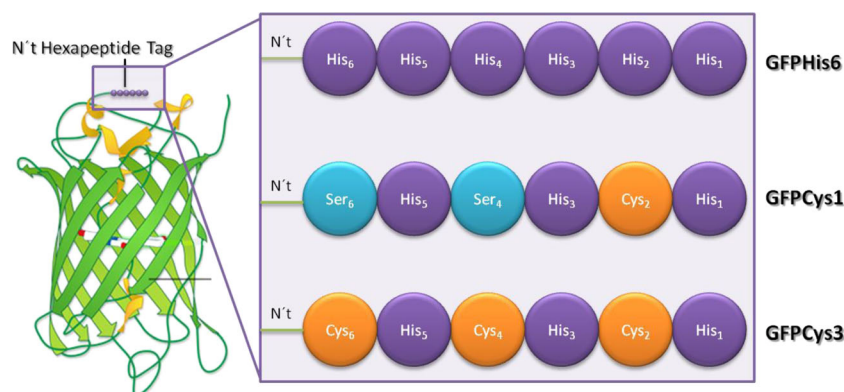 N´t Hexapeptide Tag
N´t His₆ His₅ His₄ His₃ His₂ His₁ GFPHis6
N´t Ser₆ His₅ Ser₄ His₃ Cys₂ His₁ GFPCys1
N´t Cys₆ His₅ Cys₄ His₃ Cys₂ His₁ GFPCys3